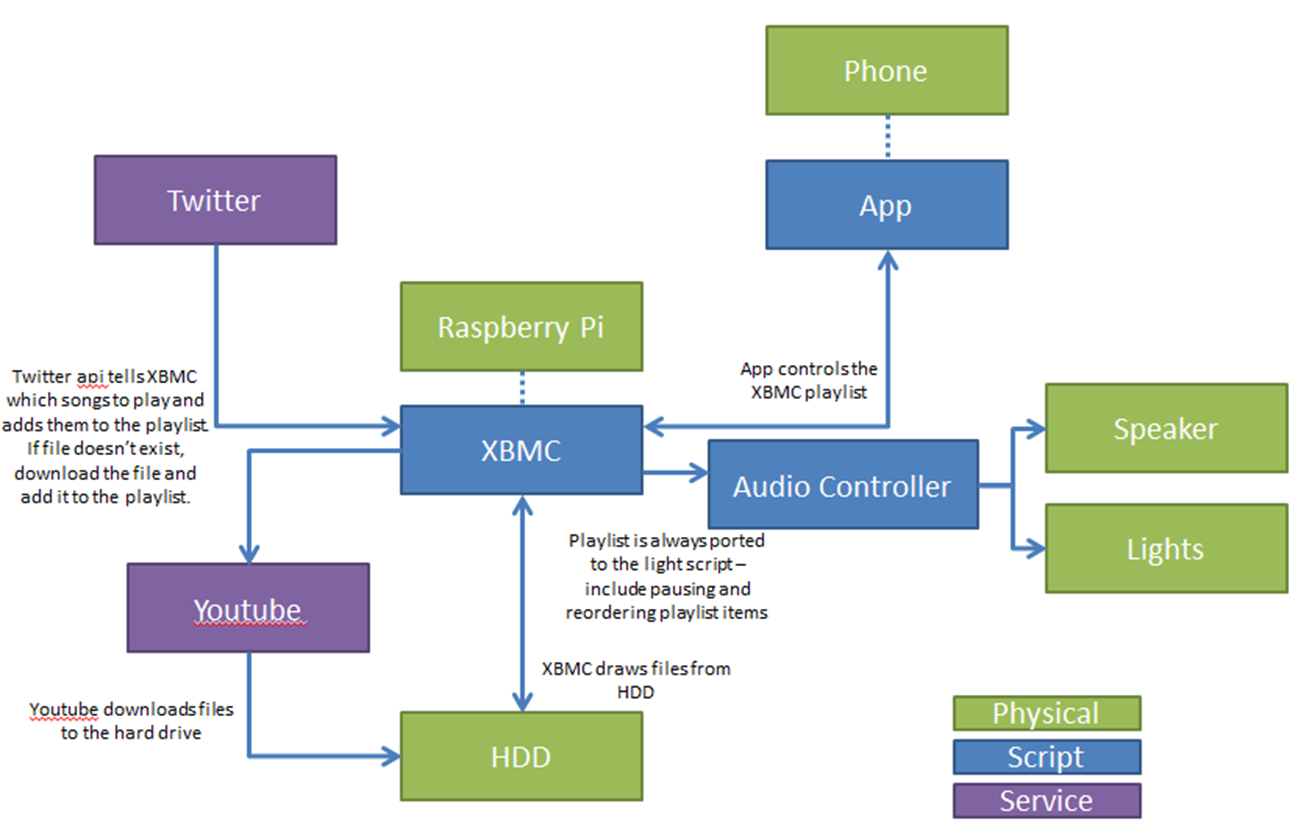 Phone
Twitter
App
Raspberry Pi
Twitter api tells XBMC
which songs to play and
adds them to the playlist.
If file doesn't exist,
download the file and
add it to the playlist.
App controls the
XBMC playlist
XBMC
Audio Controller
Speaker
Lights
Playlist is always ported
to the light script –
include pausing and
reordering playlist items
Youtube
XBMC draws files from
HDD
Youtube downloads files
to the hard drive
HDD
Physical
Script
Service